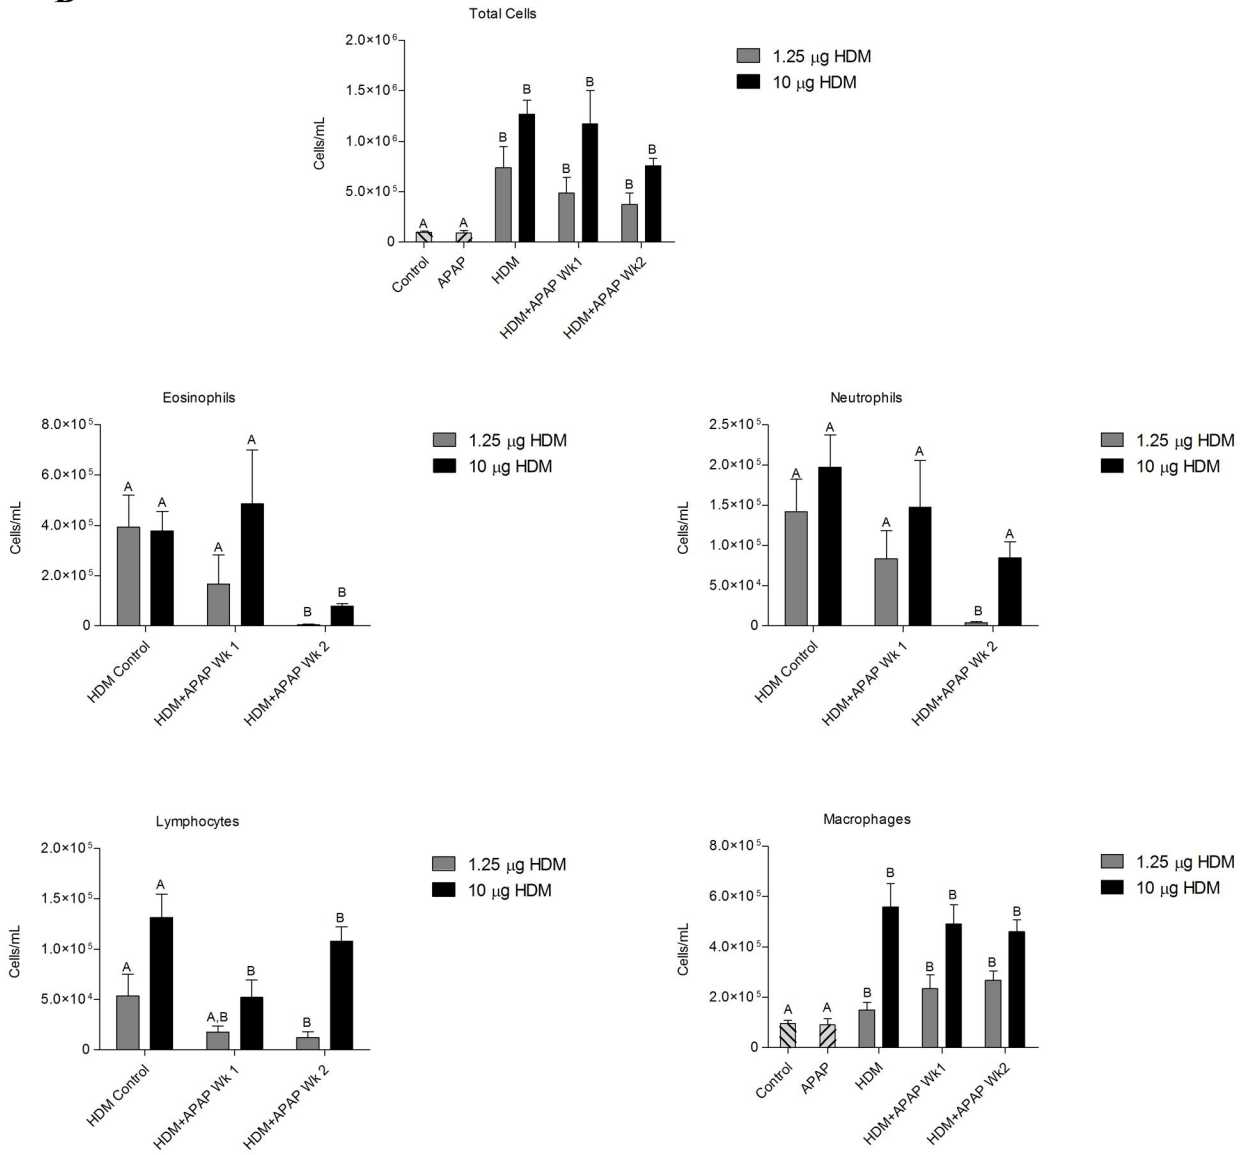 Total Cells
2.0×10⁶
1.5×10⁶
1.0×10⁶
5.0×10⁵
0
Cells/mL
A
A
B
B
B
B
B
B
Control
APAP
HDM
HDM+APAP Wk1
HDM+APAP Wk2
1.25 µg HDM
10 µg HDM
Eosinophils
8.0×10⁵
6.0×10⁵
4.0×10⁵
2.0×10⁵
0
Cells/mL
A
A
A
A
B
B
HDM Control
HDM+APAP Wk 1
HDM+APAP Wk 2
1.25 µg HDM
10 µg HDM
Neutrophils
2.5×10⁵
2.0×10⁵
1.5×10⁵
1.0×10⁵
5.0×10⁴
0
Cells/mL
A
A
A
A
B
A
HDM Control
HDM+APAP Wk 1
HDM+APAP Wk 2
1.25 µg HDM
10 µg HDM
Lymphocytes
2.0×10⁵
1.5×10⁵
1.0×10⁵
5.0×10⁴
0
Cells/mL
A
A
A,B
B
B
B
HDM Control
HDM+APAP Wk 1
HDM+APAP Wk 2
1.25 µg HDM
10 µg HDM
Macrophages
8.0×10⁵
6.0×10⁵
4.0×10⁵
2.0×10⁵
0
Cells/mL
A
A
B
B
B
B
B
B
Control
APAP
HDM
HDM+APAP Wk1
HDM+APAP Wk2
1.25 µg HDM
10 µg HDM